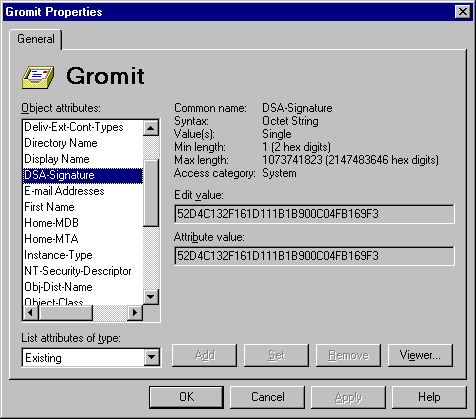 Gromit Properties
General
Gromit
Object attributes:
Deliv-Ext-Cont-Types
Directory Name
Display Name
DSA-Signature
E-mail Addresses
First Name
Home-MDB
Home-MTA
Instance-Type
NT-Security-Descriptor
Obj-Dist-Name
Object-Class
List attributes of type:
Existing
Common name: DSA-Signature
Syntax: Octet String
Value(s): Single
Min length: 1 (2 hex digits)
Max length: 1073741823 (2147483646 hex digits)
Access category: System
Edit value:
52D4C132F161D111B1B900C04FB169F3
Attribute value:
52D4C132F161D111B1B900C04FB169F3
Add Set Remove Viewer...
OK Cancel Apply Help